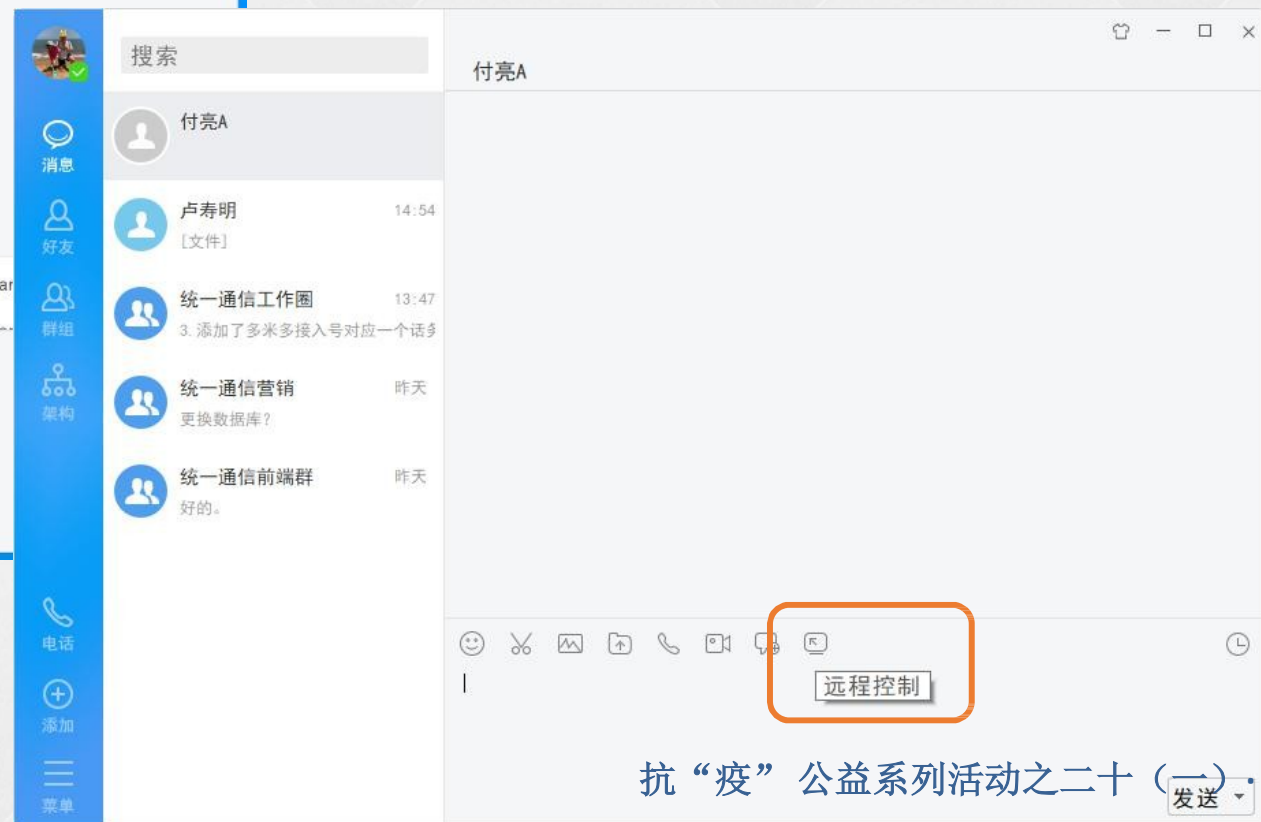 搜索
付亮A
付亮A
消息
卢寿明 14:54
[文件]
好友
统一通信工作圈 13:47
3. 添加了多米多接入号对应一个话
群组
统一通信营销 昨天
更换数据库?
架构
统一通信前端群 昨天
好的。
电话
远程控制
添加
抗“疫”公益系列活动之二十（一）.
发送
菜单
ar